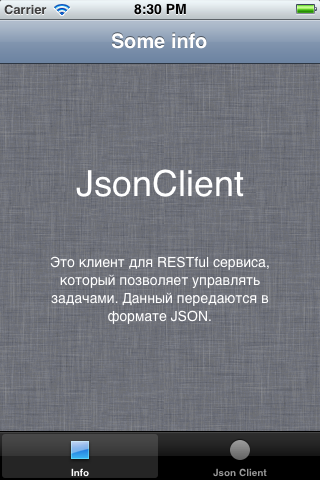 Carrier 8:30 PM
Some info
JsonClient
Это клиент для RESTful сервиса,
который позволяет управлять
задачами. Данный передаются в
формате JSON.
Info Json Client